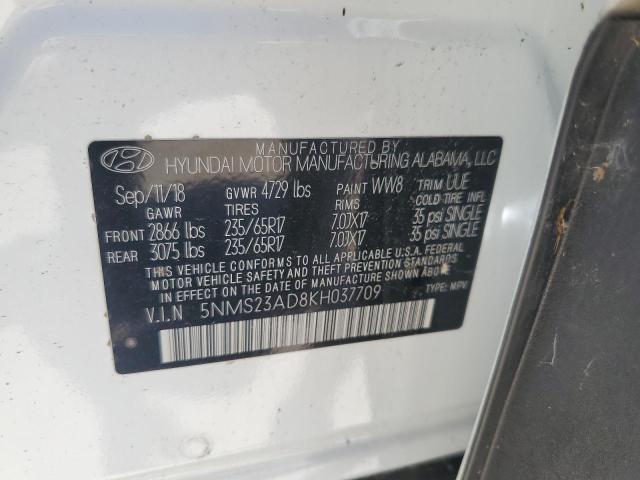 MANUFACTURED BY
HYUNDAI MOTOR MANUFACTURING ALABAMA, LLC
Sep/11/18 GVWR 4729 lbs PAINT WW8 TRIM UUE
GAWR TIRES RIMS COLD TIRE INFL
FRONT 2866 lbs 235/65R17 7.0JX17 35 psi SINGLE
REAR 3075 lbs 235/65R17 7.0JX17 35 psi SINGLE
THIS VEHICLE CONFORMS TO ALL APPLICABLE U.S.A FEDERAL
MOTOR VEHICLE SAFETY AND THEFT PREVENTION STANDARDS
IN EFFECT ON THE DATE OF MANUFACTURE SHOWN ABOVE.
V.I.N 5NMS23AD8KH037709 TYPE: MPV